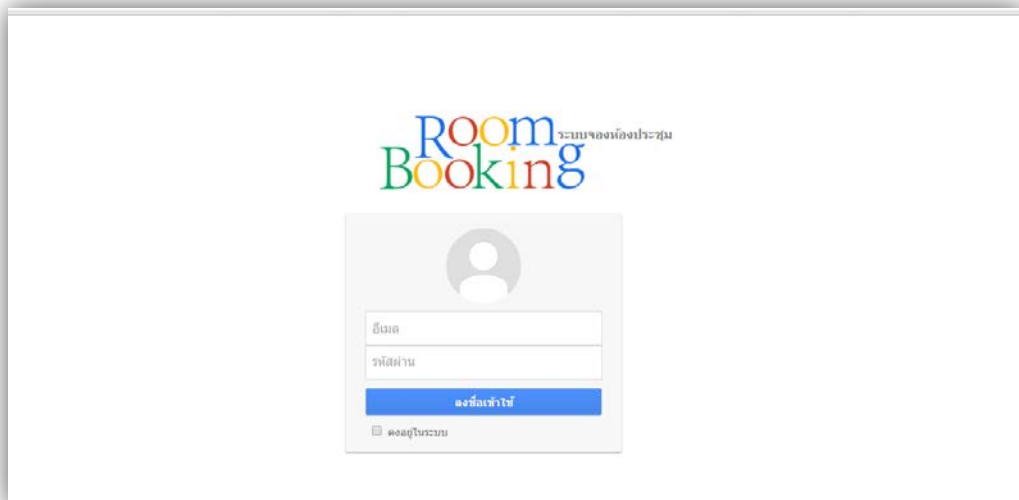 Room ระบบจองห้องประชุม
Booking
อีเมล
รหัสผ่าน
ลงชื่อเข้าใช้
คงอยู่ในระบบ